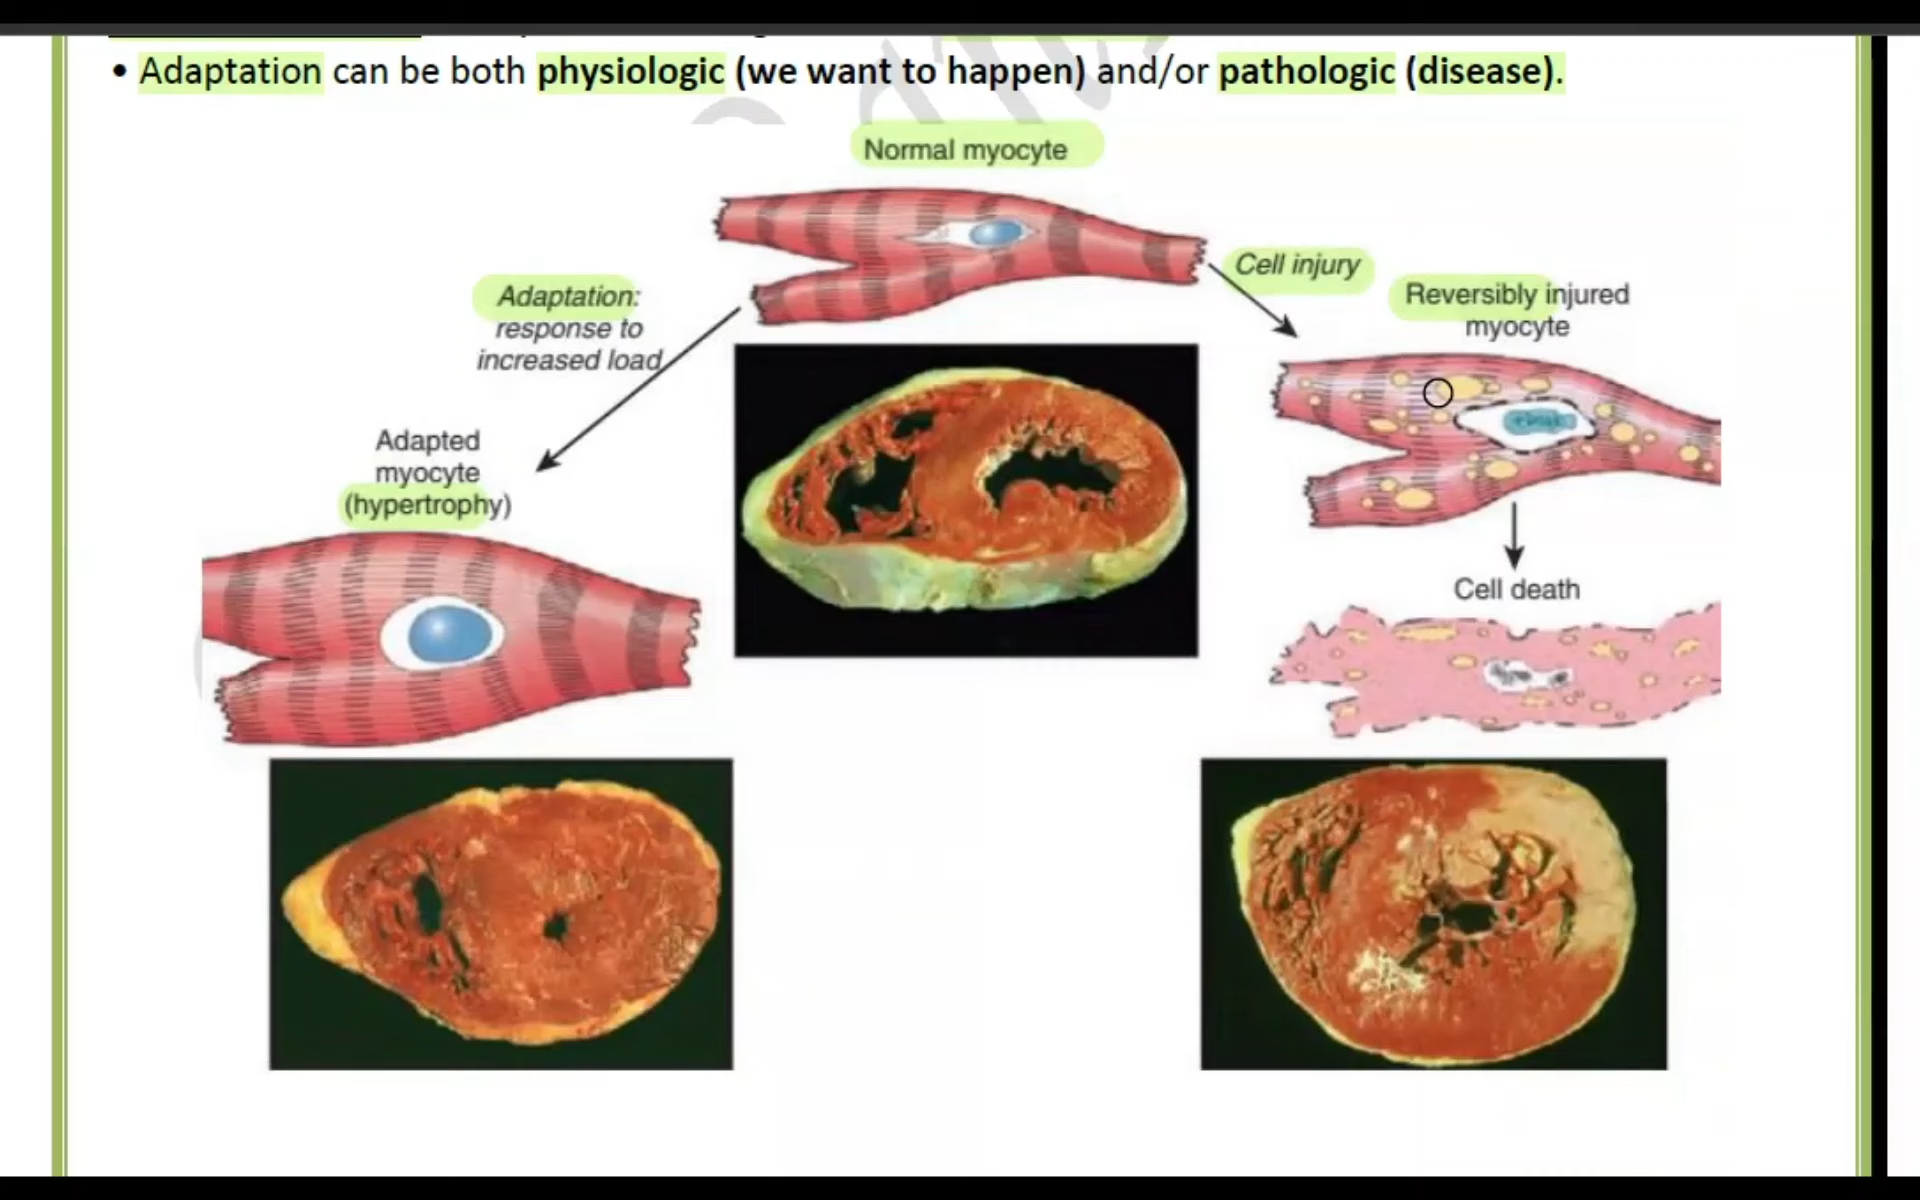 • Adaptation can be both physiologic (we want to happen) and/or pathologic (disease).
Normal myocyte
Cell injury
Adaptation:
response to
increased load
Reversibly injured
myocyte
Adapted
myocyte
(hypertrophy)
Cell death